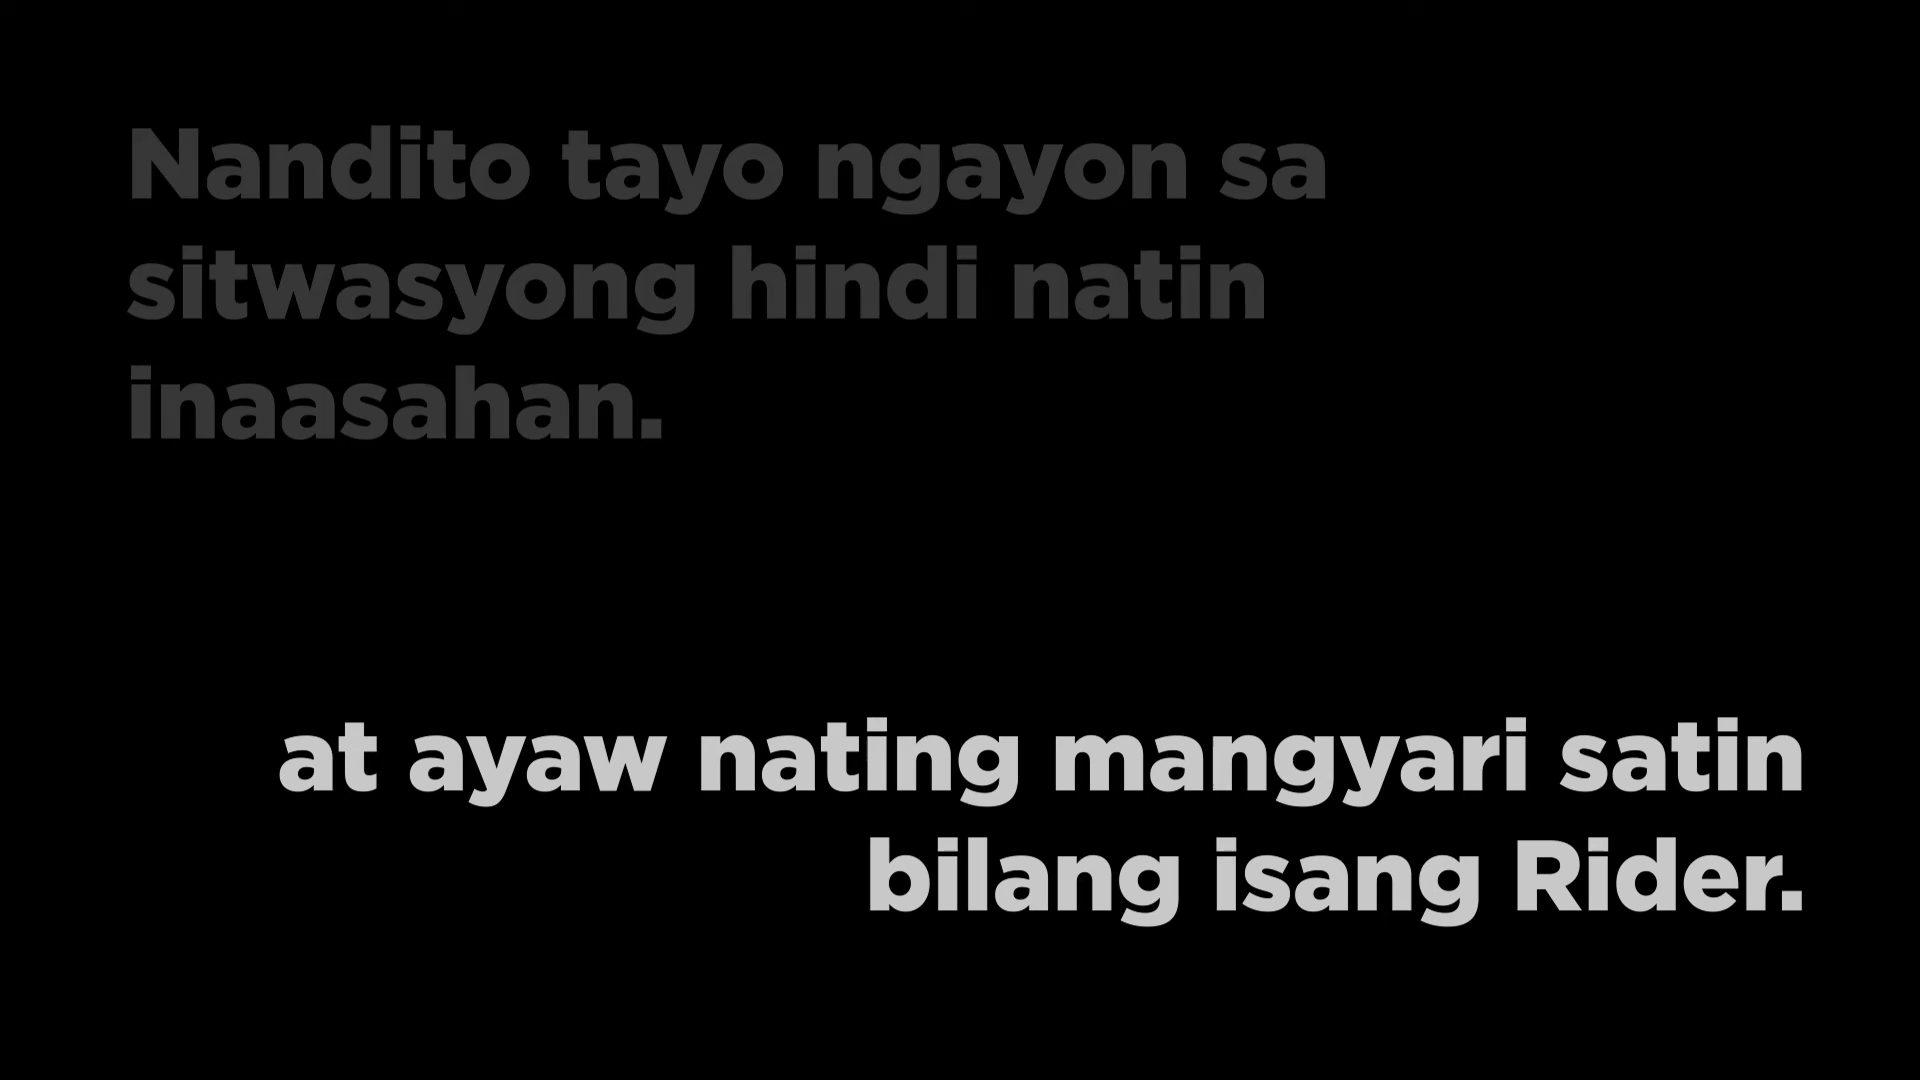 Nandito tayo ngayon sa
sitwasyong hindi natin
inaasahan.
at ayaw nating mangyari satin
bilang isang Rider.